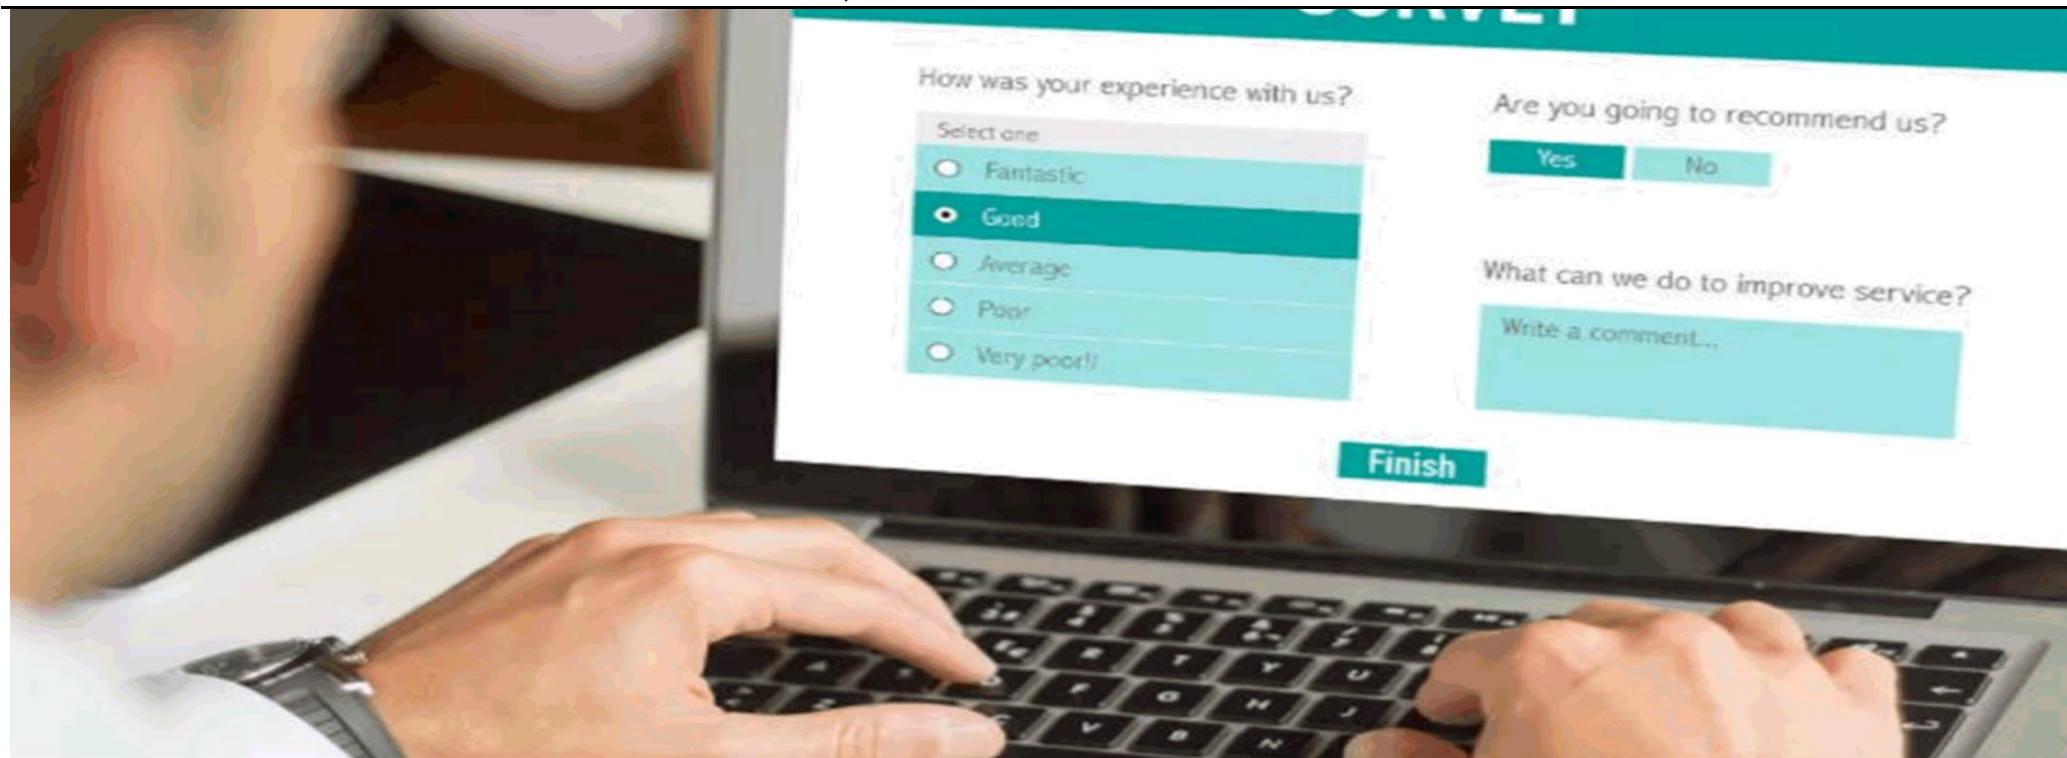 SURVEY
How was your experience with us?
Select one
Fantastic
Good
Average
Poor
Very poor!!
Are you going to recommend us?
Yes No
What can we do to improve service?
Write a comment...
Finish
R T Y U
F G H J
V B N